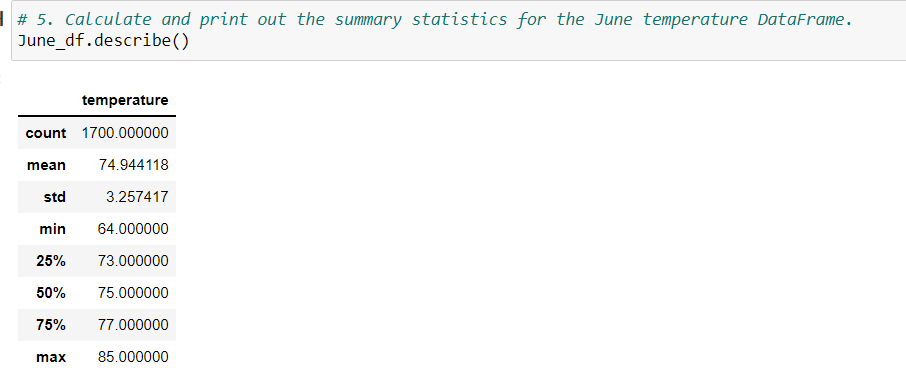 # 5. Calculate and print out the summary statistics for the June temperature DataFrame.
June_df.describe()
temperature
count 1700.000000
mean 74.944118
std 3.257417
min 64.000000
25% 73.000000
50% 75.000000
75% 77.000000
max 85.000000